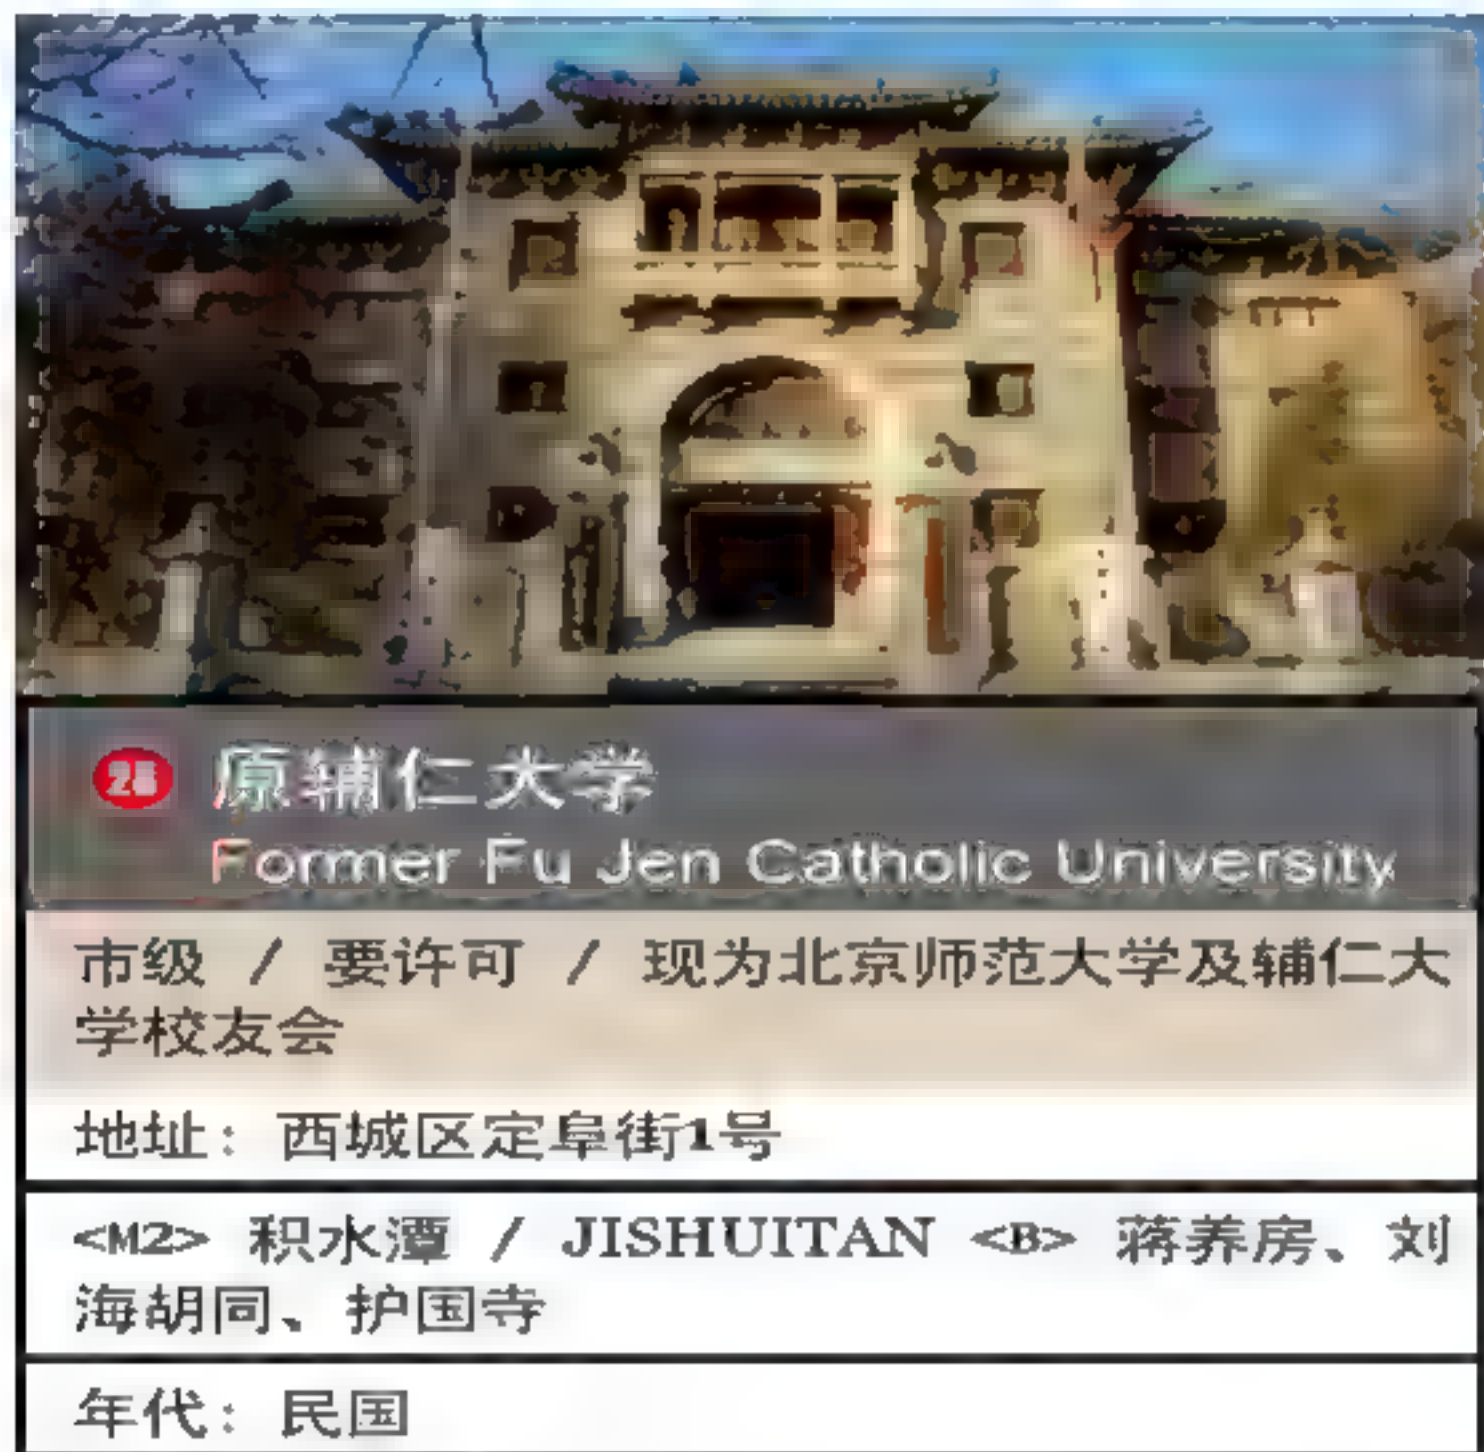 原辅仁大学
Former Fu Jen Catholic University
市级 / 要许可 / 现为北京师范大学及辅仁大
学校友会
地址：西城区定阜街1号
<M2> 积水潭 / JISHUITAN <B> 蒋养房、刘
海胡同、护国寺
年代：民国